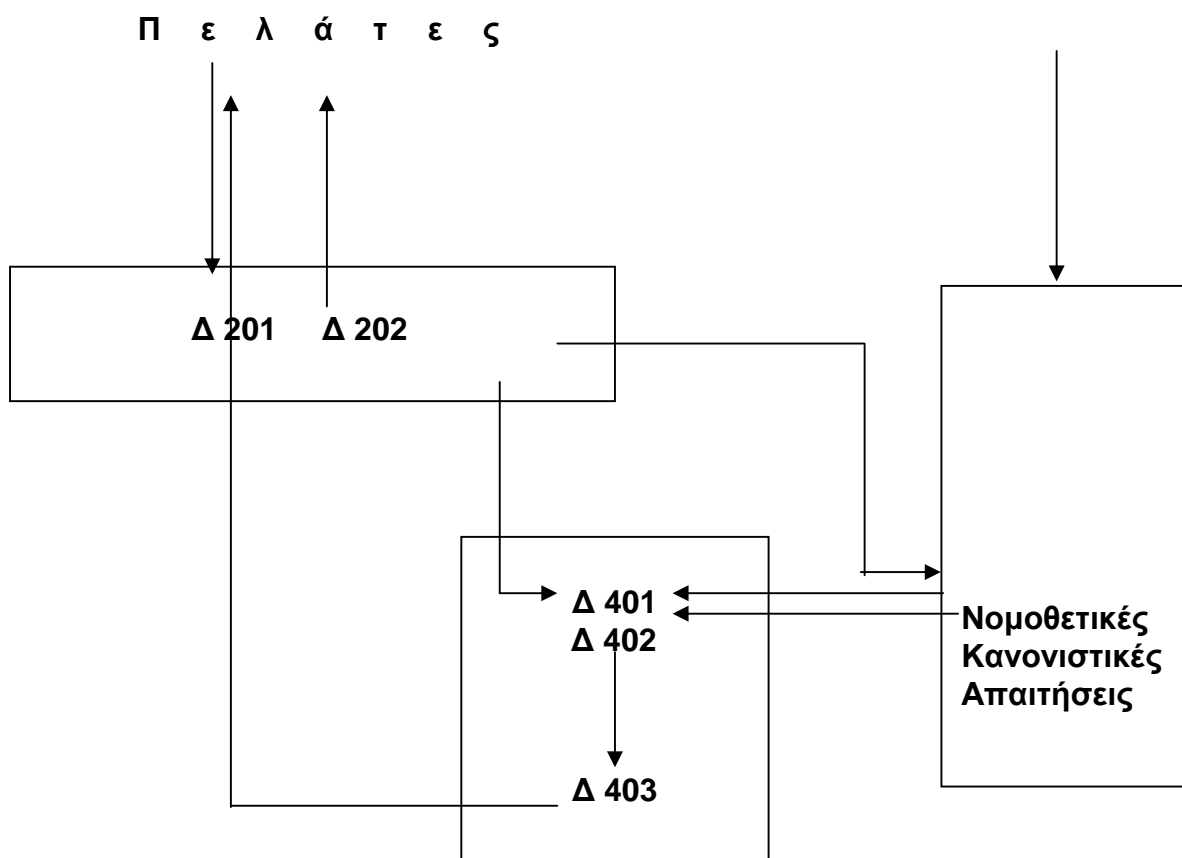 Π ε λ ά τ ε ς
Δ 201 Δ 202
Δ 401
Δ 402
Νομοθετικές
Κανονιστικές
Απαιτήσεις
Δ 403